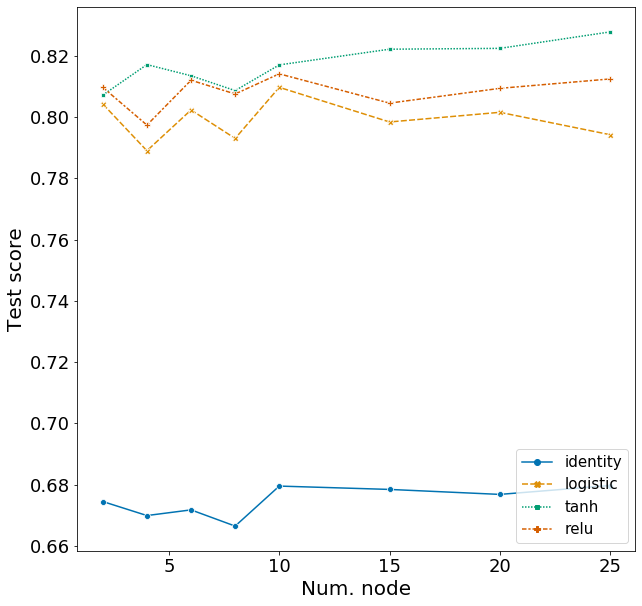 Test score
0.82
0.80
0.78
0.76
0.74
0.72
0.70
0.68
0.66
5 10 15 20 25
Num. node
identity
logistic
tanh
relu